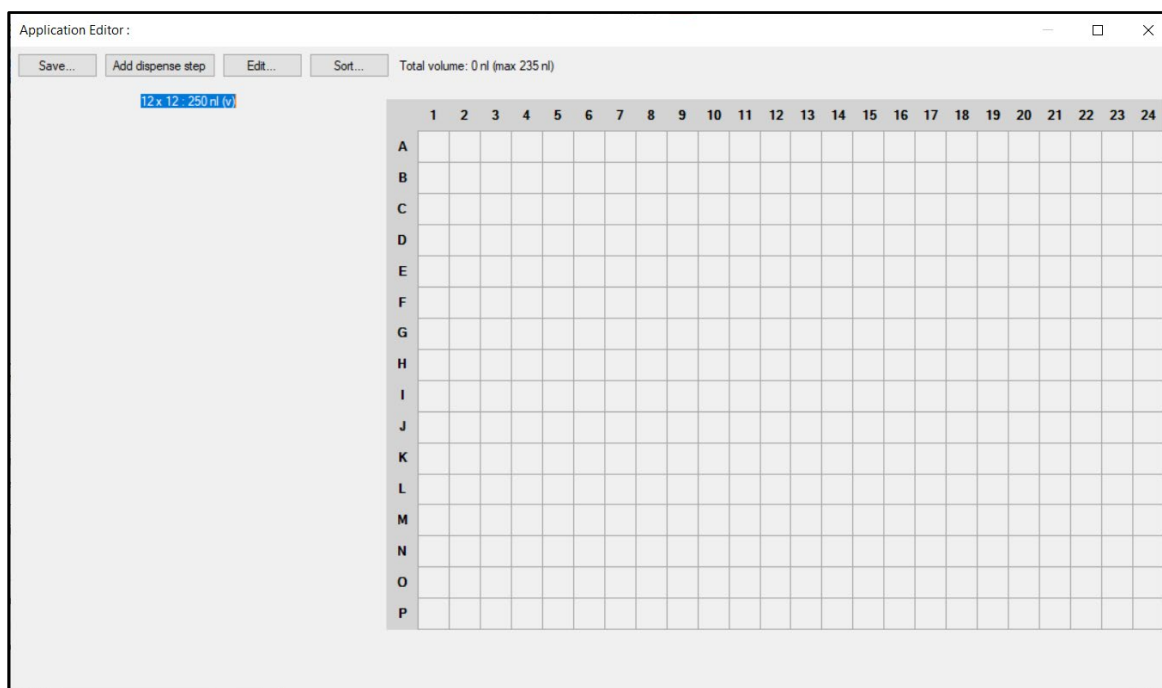 Application Editor :
Save... Add dispense step Edit... Sort... Total volume: 0 nl (max 235 nl)
12 x 12 : 250 nl (v)
1 2 3 4 5 6 7 8 9 10 11 12 13 14 15 16 17 18 19 20 21 22 23 24
A
B
C
D
E
F
G
H
I
J
K
L
M
N
O
P